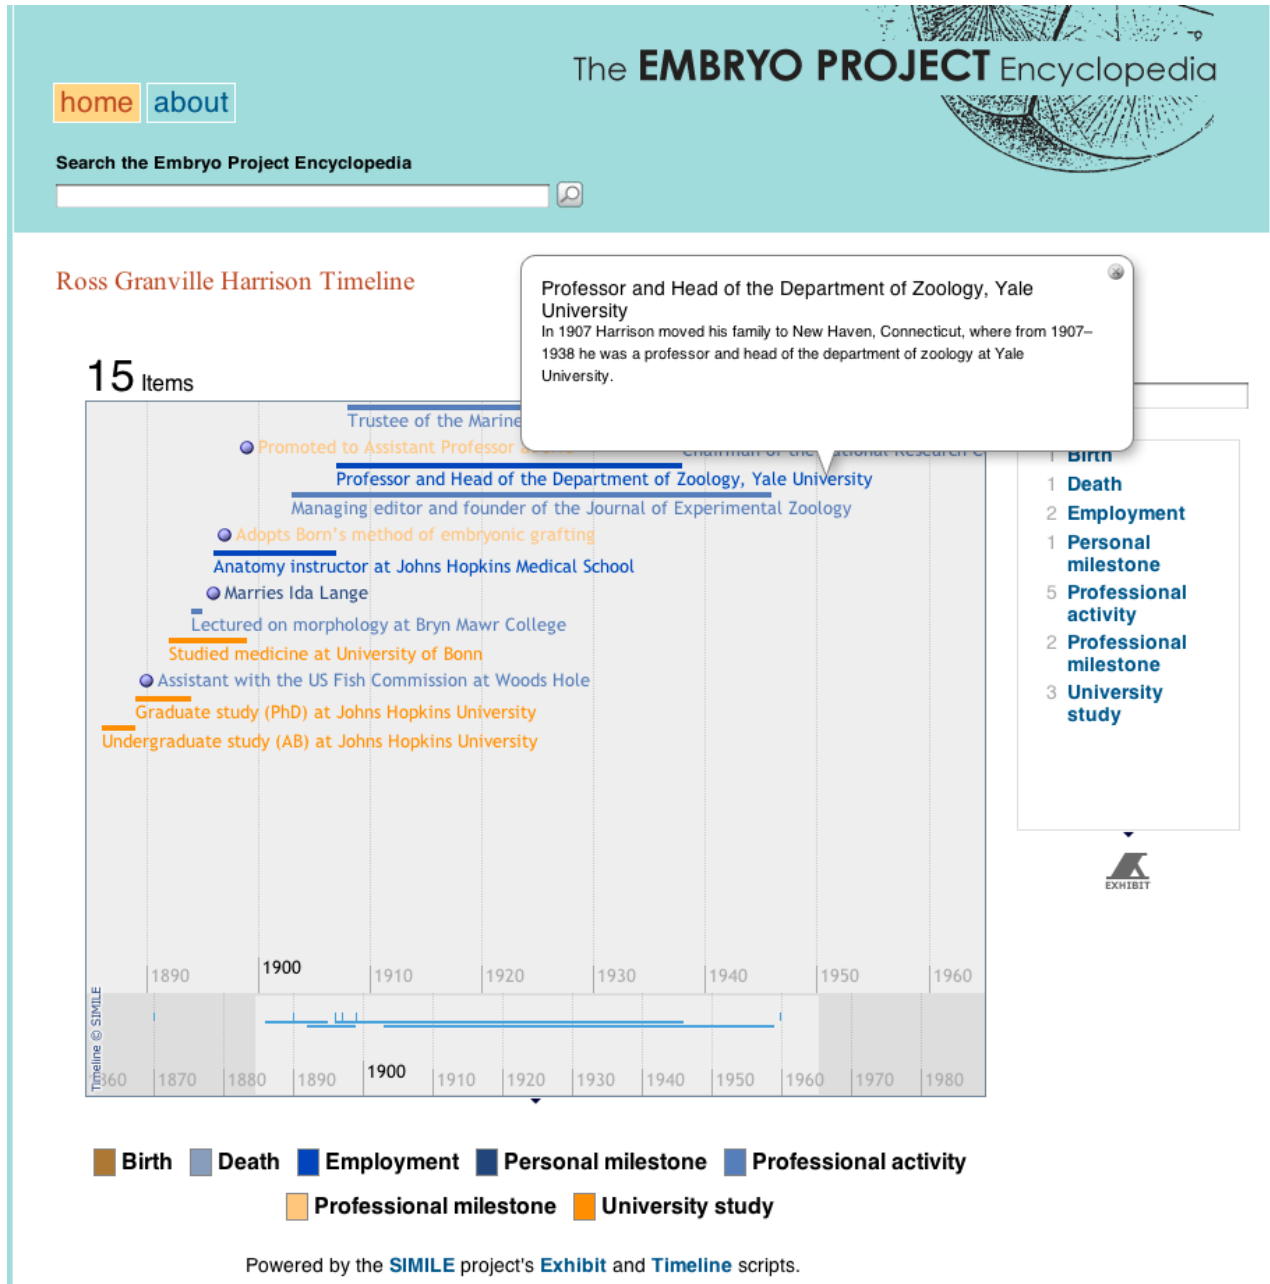 The EMBRYO PROJECT Encyclopedia
home about
Search the Embryo Project Encyclopedia
Ross Granville Harrison Timeline
Professor and Head of the Department of Zoology, Yale
University
In 1907 Harrison moved his family to New Haven, Connecticut, where from 1907–
1938 he was a professor and head of the department of zoology at Yale
University.
15 Items
Trustee of the Marine
Promoted to Assistant Professor
Chairman of the National Research C
Professor and Head of the Department of Zoology, Yale University
Managing editor and founder of the Journal of Experimental Zoology
Adopts Born's method of embryonic grafting
Anatomy instructor at Johns Hopkins Medical School
Marries Ida Lange
Lectured on morphology at Bryn Mawr College
Studied medicine at University of Bonn
Assistant with the US Fish Commission at Woods Hole
Graduate study (PhD) at Johns Hopkins University
Undergraduate study (AB) at Johns Hopkins University
1890 1900 1910 1920 1930 1940 1950 1960
Timeline © SIMILE
1860 1870 1880 1890 1900 1910 1920 1930 1940 1950 1960 1970 1980
1 Birth
1 Death
2 Employment
1 Personal
milestone
5 Professional
activity
2 Professional
milestone
3 University
study
EXHIBIT
Birth Death Employment Personal milestone Professional activity
Professional milestone University study
Powered by the SIMILE project's Exhibit and Timeline scripts.